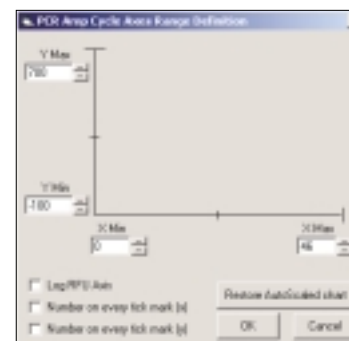 PCR Amp Cycle Axes Range Definition
Y Max
700
Y Min
-100
X Min
0
X Max
46
Log RFU Axis
Number on every tick mark (x)
Number on every tick mark (y)
Restore AutoScaled chart
OK
Cancel